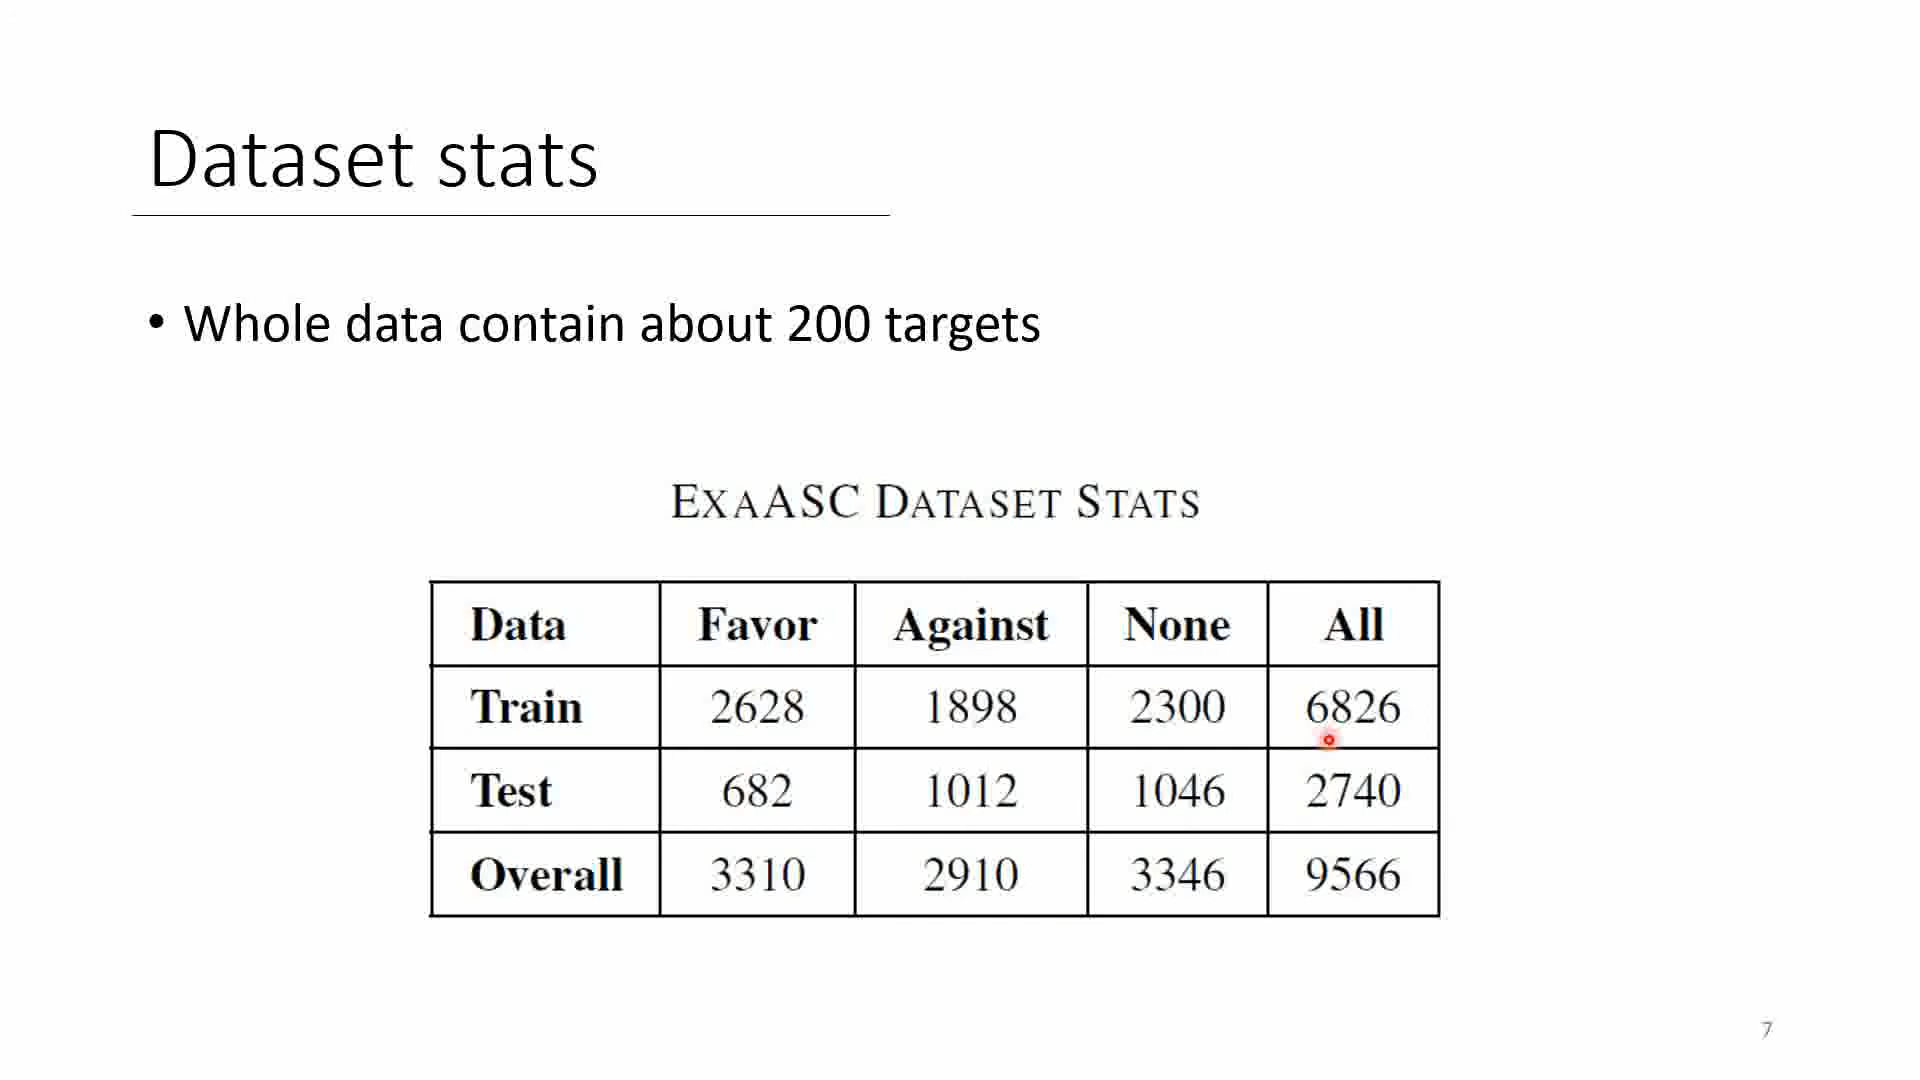 Dataset stats
• Whole data contain about 200 targets
EXAASC DATASET STATS
Data Favor Against None All
Train 2628 1898 2300 6826
Test 682 1012 1046 2740
Overall 3310 2910 3346 9566
7